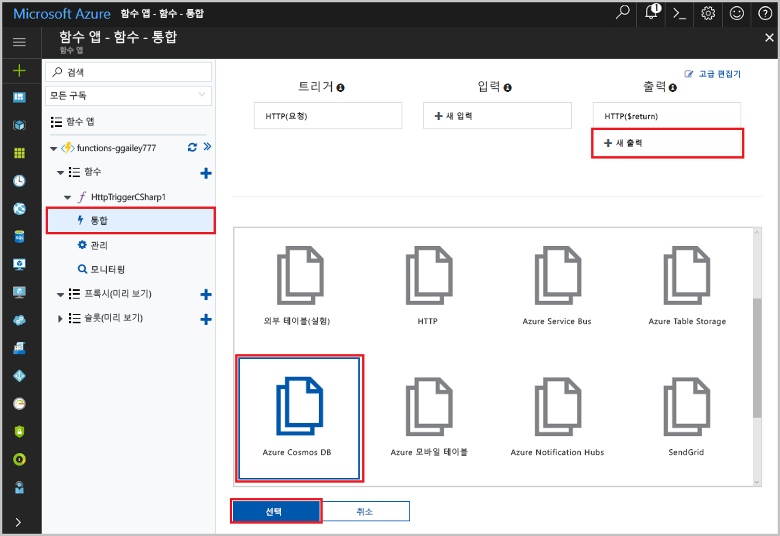 Microsoft Azure 함수 앱 - 함수 - 통합
1
함수 앱 - 함수 - 통합
함수 앱
검색
모든 구독
함수 앱
functions-ggailey777
함수
HttpTriggerCSharp1
통합
관리
모니터링
프록시(미리 보기)
슬롯(미리 보기)
고급 편집기
트리거
입력
출력
HTTP(요청)
새 입력
HTTP($return)
새 출력
외부 테이블(실험)
HTTP
Azure Service Bus
Azure Table Storage
Azure Cosmos DB
Azure 모바일 테이블
Azure Notification Hubs
SendGrid
선택
취소